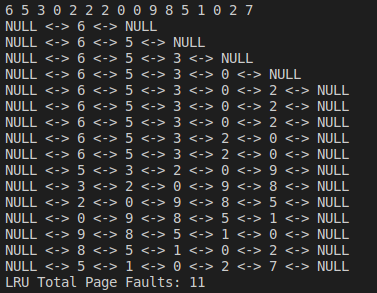 6 5 3 0 2 2 2 0 0 9 8 5 1 0 2 7
NULL <-> 6 <-> NULL
NULL <-> 6 <-> 5 <-> NULL
NULL <-> 6 <-> 5 <-> 3 <-> NULL
NULL <-> 6 <-> 5 <-> 3 <-> 0 <-> NULL
NULL <-> 6 <-> 5 <-> 3 <-> 0 <-> 2 <-> NULL
NULL <-> 6 <-> 5 <-> 3 <-> 0 <-> 2 <-> NULL
NULL <-> 6 <-> 5 <-> 3 <-> 0 <-> 2 <-> NULL
NULL <-> 6 <-> 5 <-> 3 <-> 2 <-> 0 <-> NULL
NULL <-> 6 <-> 5 <-> 3 <-> 2 <-> 0 <-> NULL
NULL <-> 5 <-> 3 <-> 2 <-> 0 <-> 9 <-> NULL
NULL <-> 3 <-> 2 <-> 0 <-> 9 <-> 8 <-> NULL
NULL <-> 2 <-> 0 <-> 9 <-> 8 <-> 5 <-> NULL
NULL <-> 0 <-> 9 <-> 8 <-> 5 <-> 1 <-> NULL
NULL <-> 9 <-> 8 <-> 5 <-> 1 <-> 0 <-> NULL
NULL <-> 8 <-> 5 <-> 1 <-> 0 <-> 2 <-> NULL
NULL <-> 5 <-> 1 <-> 0 <-> 2 <-> 7 <-> NULL
LRU Total Page Faults: 11